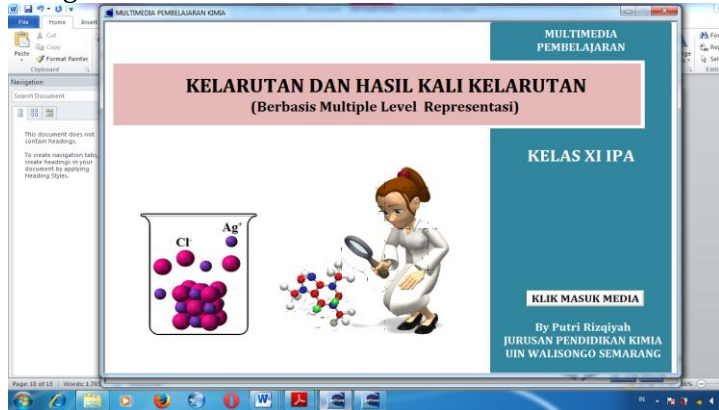 MULTIMEDIA PEMBELAJARAN KIMIA
File
Home
Insert
Cut
Copy
Paste
Format Painter
Clipboard
Navigation
Search Document
This document does not
contain headings.
To create navigation tabs,
create headings in your
document by applying
Heading Styles.
MULTIMEDIA
PEMBELAJARAN
KELARUTAN DAN HASIL KALI KELARUTAN
(Berbasis Multiple Level Representasi)
KELAS XI IPA
Ag⁺
Cl⁻
KLIK MASUK MEDIA
By Putri Rizqiyah
JURUSAN PENDIDIKAN KIMIA
UIN WALISONGO SEMARANG
Page: 10 of 13
IN